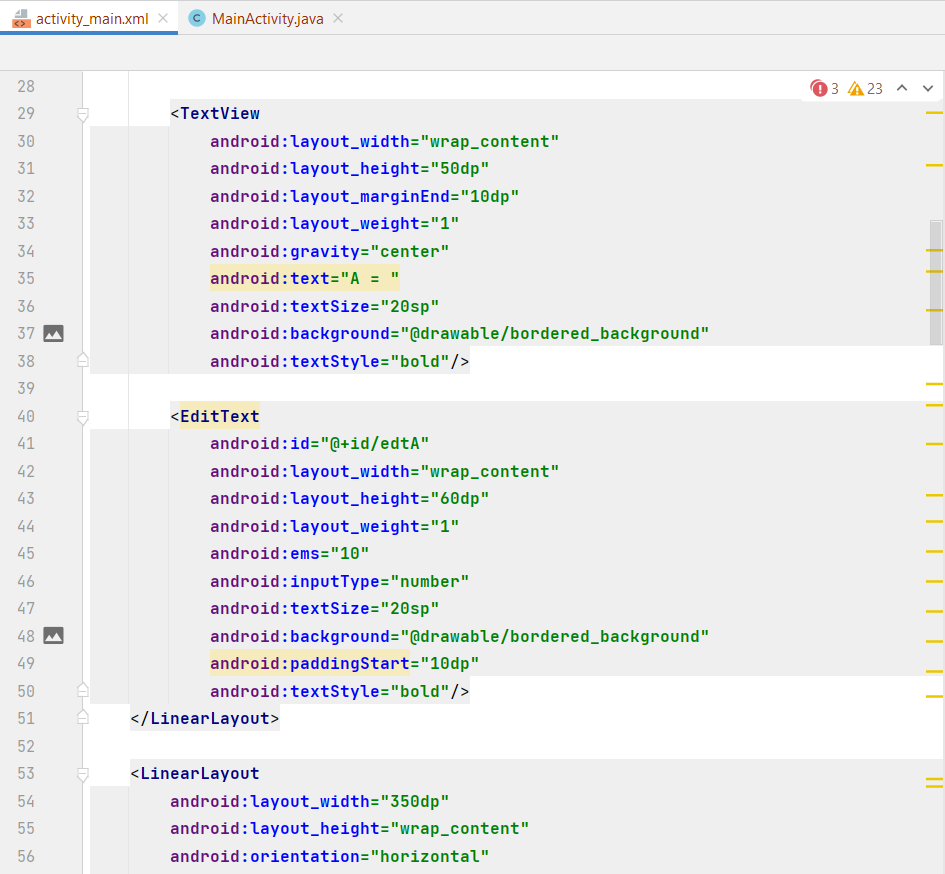 activity_main.xml MainActivity.java
28 3 23
29 <TextView
30 android:layout_width="wrap_content"
31 android:layout_height="50dp"
32 android:layout_marginEnd="10dp"
33 android:layout_weight="1"
34 android:gravity="center"
35 android:text="A = "
36 android:textSize="20sp"
37 android:background="@drawable/bordered_background"
38 android:textStyle="bold"/>
39
40 <EditText
41 android:id="@+id/edtA"
42 android:layout_width="wrap_content"
43 android:layout_height="60dp"
44 android:layout_weight="1"
45 android:ems="10"
46 android:inputType="number"
47 android:textSize="20sp"
48 android:background="@drawable/bordered_background"
49 android:paddingStart="10dp"
50 android:textStyle="bold"/>
51 </LinearLayout>
52
53 <LinearLayout
54 android:layout_width="350dp"
55 android:layout_height="wrap_content"
56 android:orientation="horizontal"